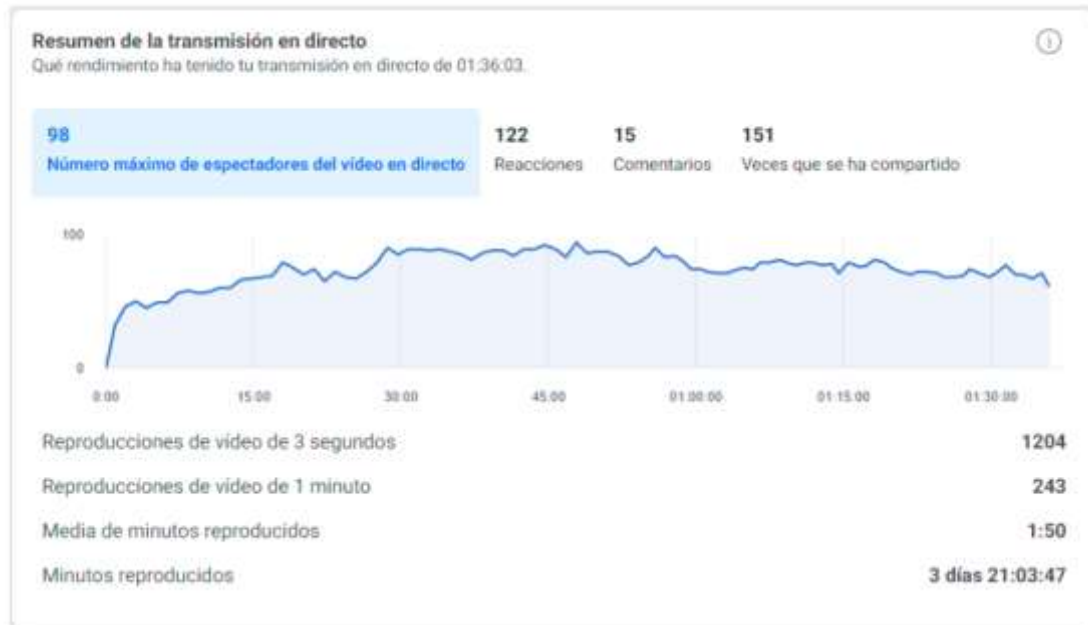 Resumen de la transmisión en directo
Qué rendimiento ha tenido tu transmisión en directo de 01:36:03.
98
Número máximo de espectadores del vídeo en directo
122
Reacciones
15
Comentarios
151
Veces que se ha compartido
100
0
0:00 15:00 30:00 45:00 01:00:00 01:15:00 01:30:00
Reproducciones de vídeo de 3 segundos 1204
Reproducciones de vídeo de 1 minuto 243
Media de minutos reproducidos 1:50
Minutos reproducidos 3 días 21:03:47